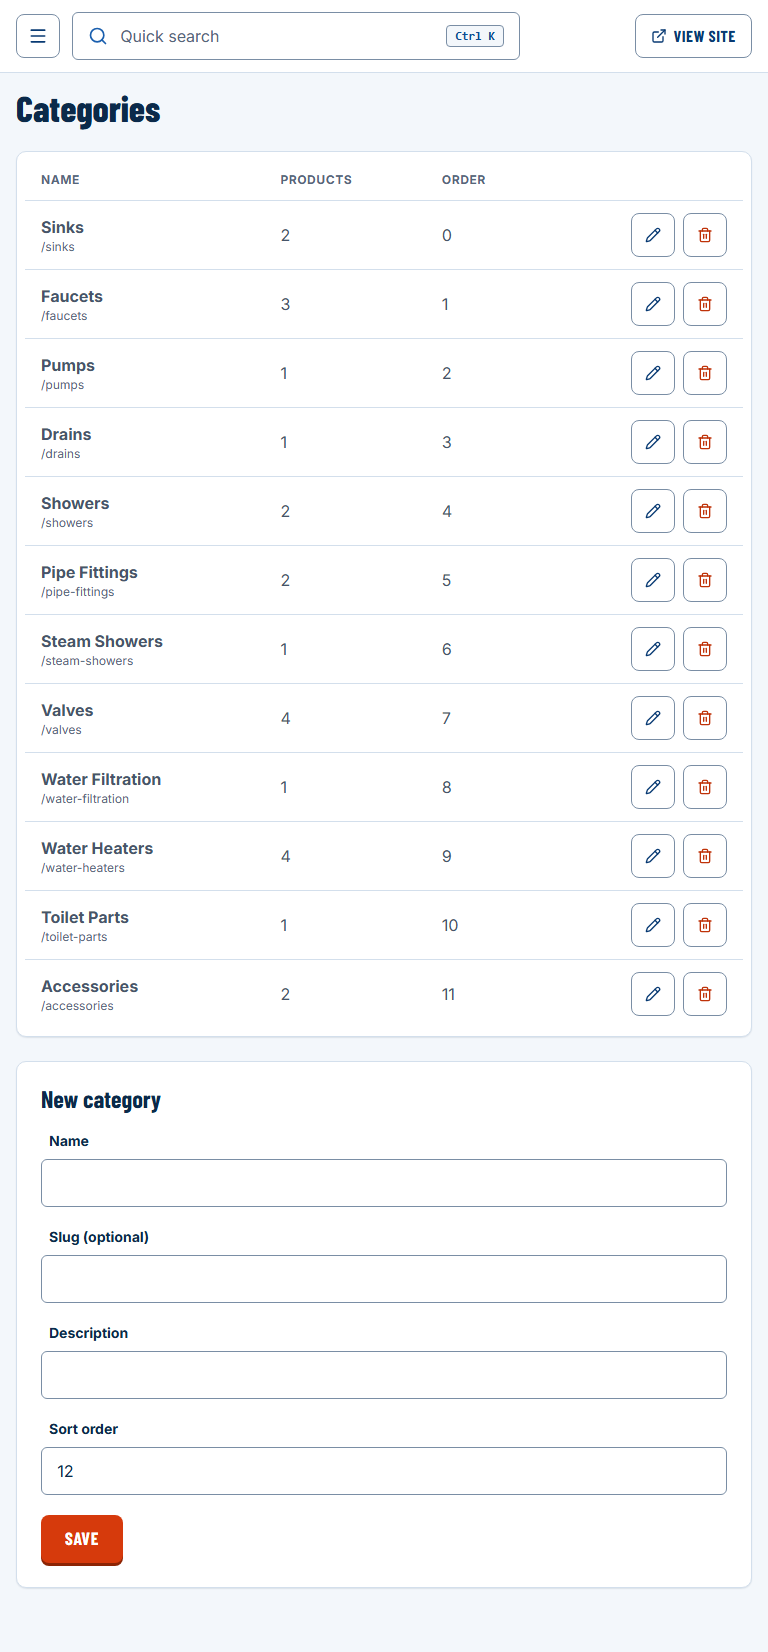 Quick search
Ctrl K
VIEW SITE
Categories
NAME PRODUCTS ORDER
Sinks 2 0
/sinks
Faucets 3 1
/faucets
Pumps 1 2
/pumps
Drains 1 3
/drains
Showers 2 4
/showers
Pipe Fittings 2 5
/pipe-fittings
Steam Showers 1 6
/steam-showers
Valves 4 7
/valves
Water Filtration 1 8
/water-filtration
Water Heaters 4 9
/water-heaters
Toilet Parts 1 10
/toilet-parts
Accessories 2 11
/accessories
New category
Name
Slug (optional)
Description
Sort order
12
SAVE